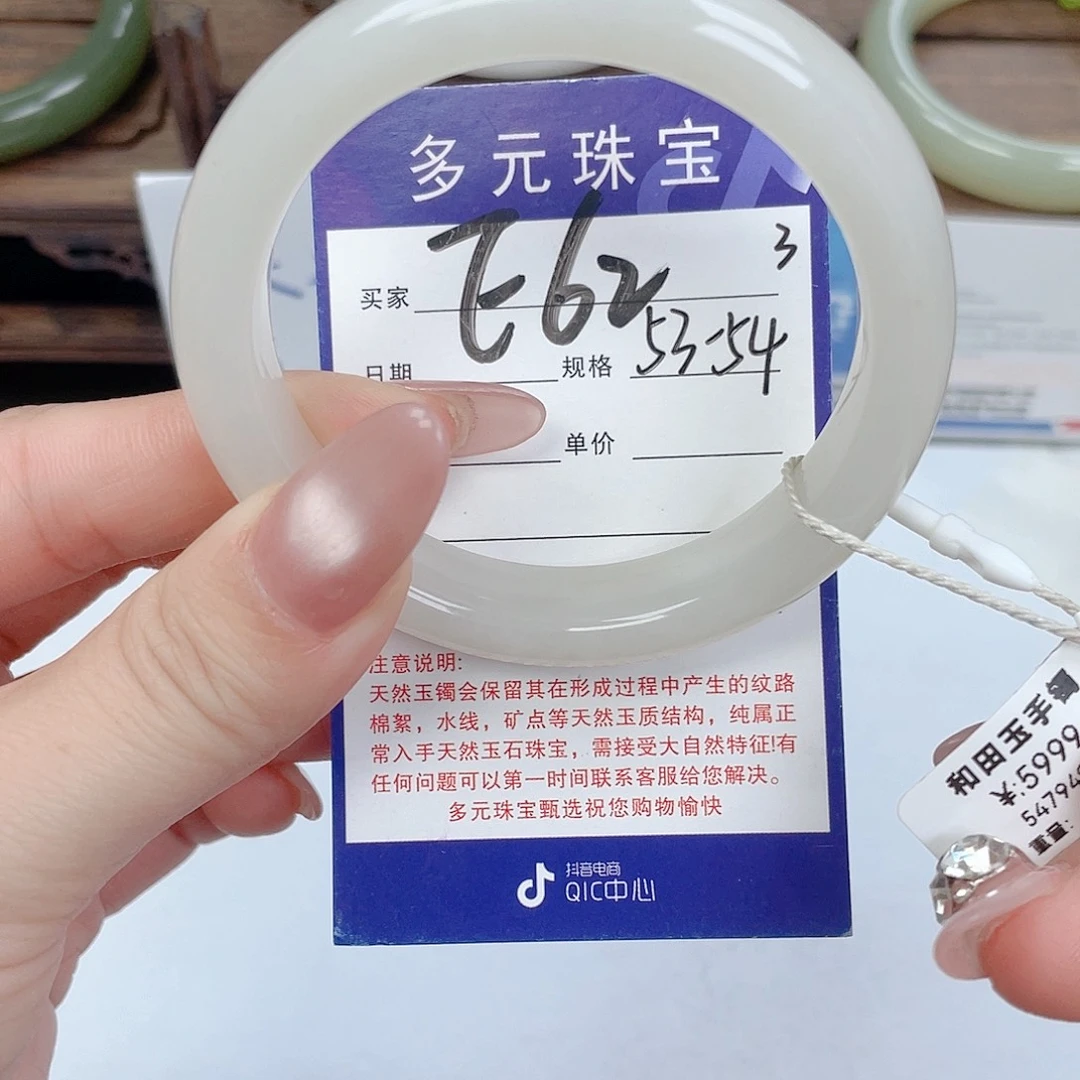 多元珠宝
3
买家 E62
日期 规格 53-54
单价
注意说明:
天然玉镯会保留其在形成过程中产生的纹路
棉絮，水线，矿点等天然玉质结构，纯属正
常入手天然玉石珠宝，需接受大自然特征!有
任何问题可以第一时间联系客服给您解决。
多元珠宝甄选祝您购物愉快
抖音电商
QIC中心
和田玉手镯
:5999
54794
重量: